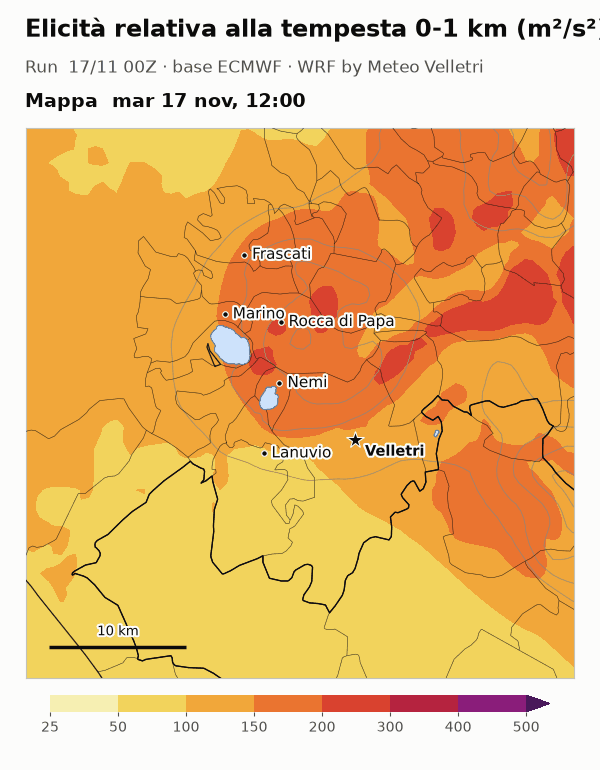 Elicità relativa alla tempesta 0-1 km (m²/s²)
Run  17/11 00Z · base ECMWF · WRF by Meteo Velletri
Mappa  mar 17 nov, 12:00
Frascati
Marino
Rocca di Papa
Nemi
Velletri
Lanuvio
10 km
25 50 100 150 200 300 400 500